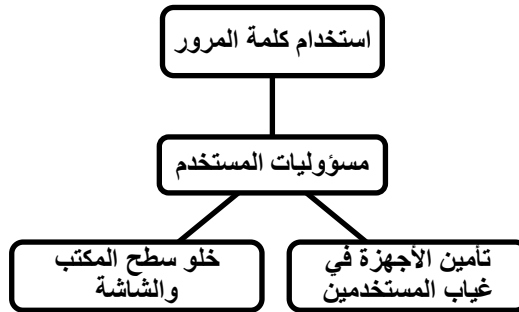 استخدام كلمة المرور
مسؤوليات المستخدم
تأمين الأجهزة في
غياب المستخدمين
خلو سطح المكتب
والشاشة